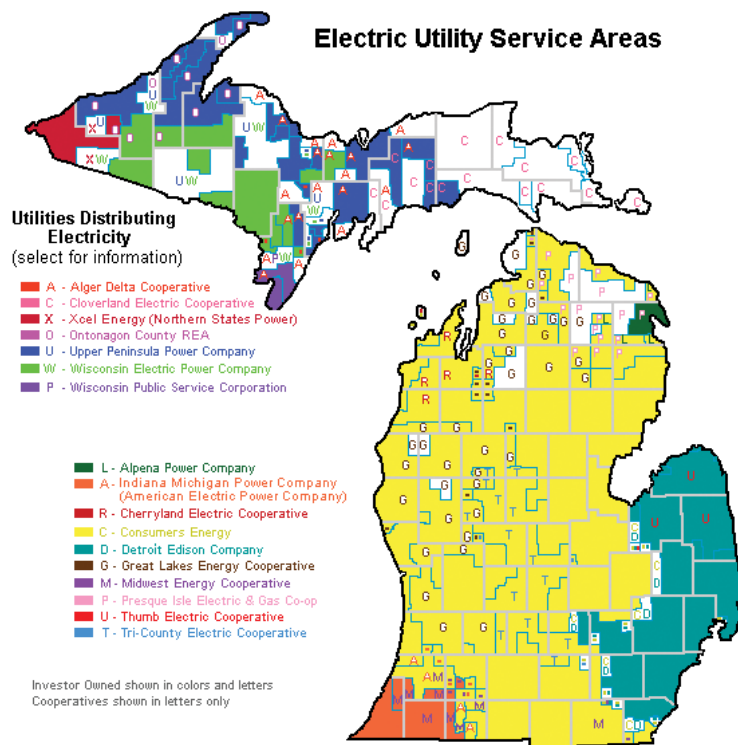 Electric Utility Service Areas
Utilities Distributing
Electricity
(select for information)
A - Alger Delta Cooperative
C - Cloverland Electric Cooperative
X - Xcel Energy (Northern States Power)
O - Ontonagon County REA
U - Upper Peninsula Power Company
W - Wisconsin Electric Power Company
P - Wisconsin Public Service Corporation
L - Alpena Power Company
A - Indiana Michigan Power Company
(American Electric Power Company)
R - Cherryland Electric Cooperative
C - Consumers Energy
D - Detroit Edison Company
G - Great Lakes Energy Cooperative
M - Midwest Energy Cooperative
P - Presque Isle Electric & Gas Co-op
U - Thumb Electric Cooperative
T - Tri-County Electric Cooperative
Investor Owned shown in colors and letters
Cooperatives shown in letters only